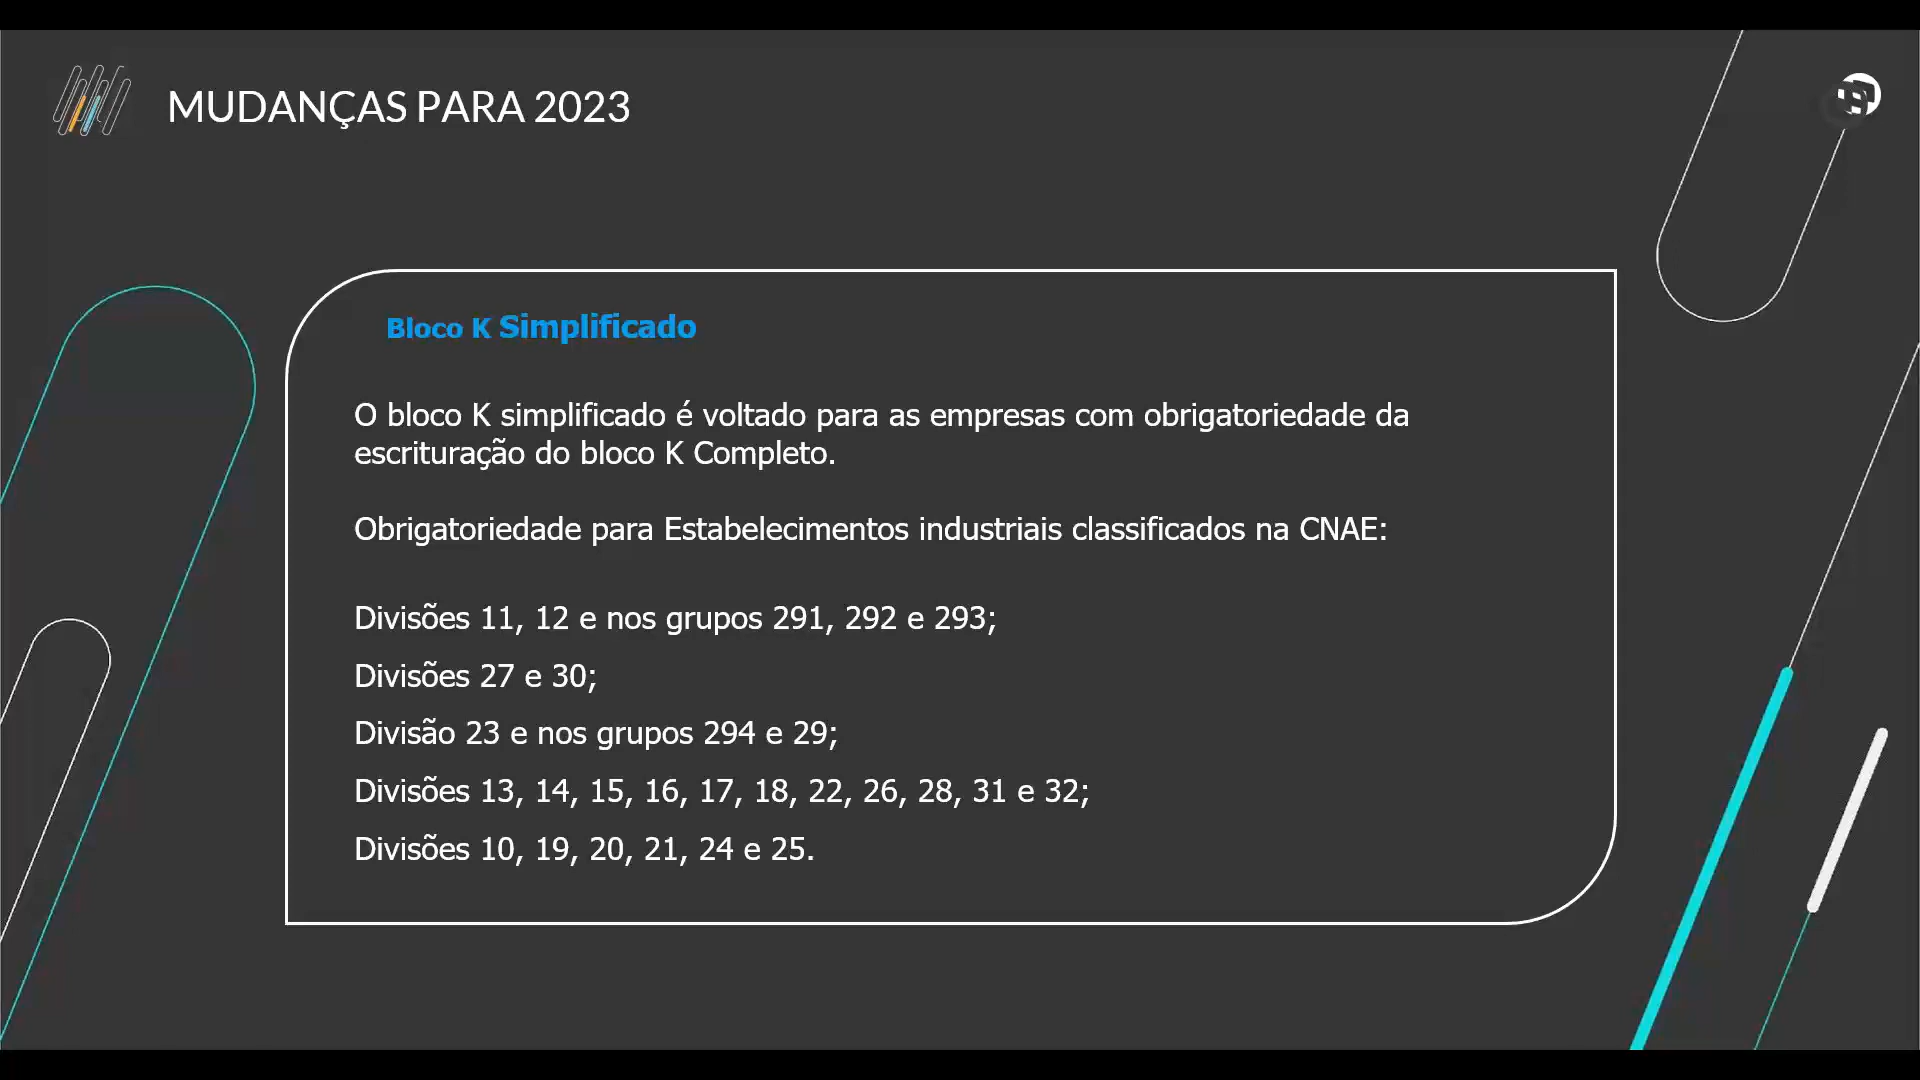 MUDANÇAS PARA 2023
Bloco K Simplificado
O bloco K simplificado é voltado para as empresas com obrigatoriedade da
escrituração do bloco K Completo.
Obrigatoriedade para Estabelecimentos industriais classificados na CNAE:
Divisões 11, 12 e nos grupos 291, 292 e 293;
Divisões 27 e 30;
Divisão 23 e nos grupos 294 e 29;
Divisões 13, 14, 15, 16, 17, 18, 22, 26, 28, 31 e 32;
Divisões 10, 19, 20, 21, 24 e 25.